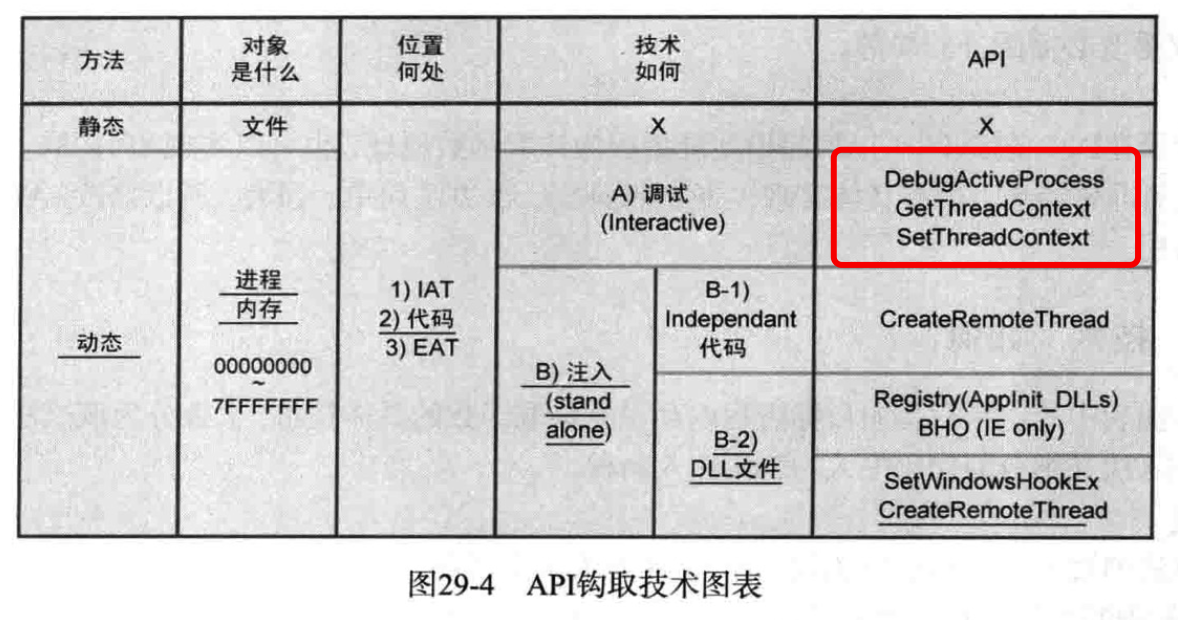 方法
对象
是什么
位置
何处
技术
如何
API
静态
文件
X
X
动态
进程
内存
00000000
~
7FFFFFFF
1) IAT
2) 代码
3) EAT
A) 调试
(Interactive)
DebugActiveProcess
GetThreadContext
SetThreadContext
B) 注入
(stand
alone)
B-1)
Independant
代码
CreateRemoteThread
B-2)
DLL文件
Registry(AppInit_DLLs)
BHO (IE only)
SetWindowsHookEx
CreateRemoteThread
图29-4 API钩取技术图表